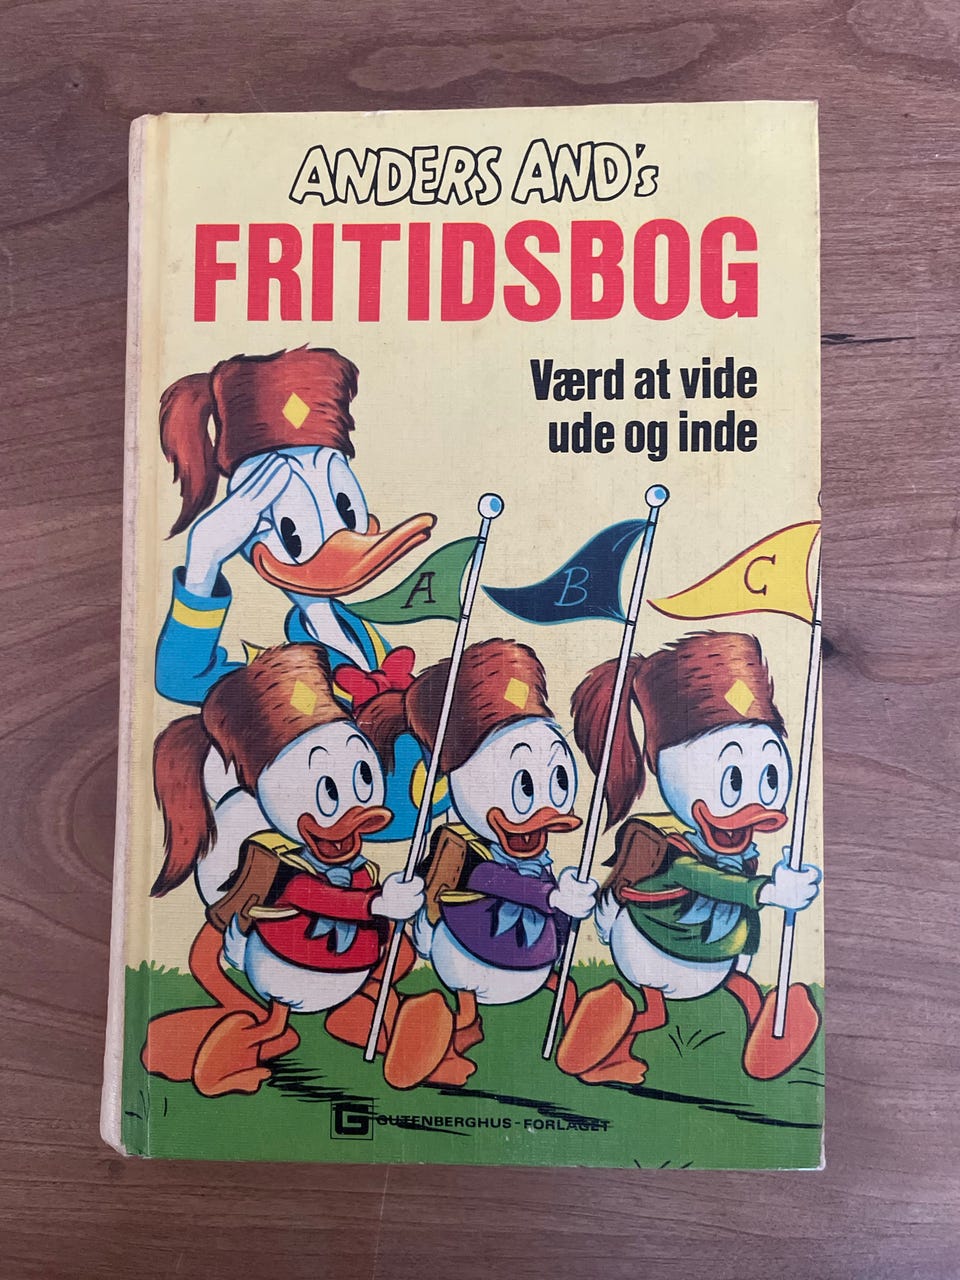 ANDERS AND's
FRITIDSBOG
Værd at vide
ude og inde
A B C
G GUTENBERGHUS-FORLAGET